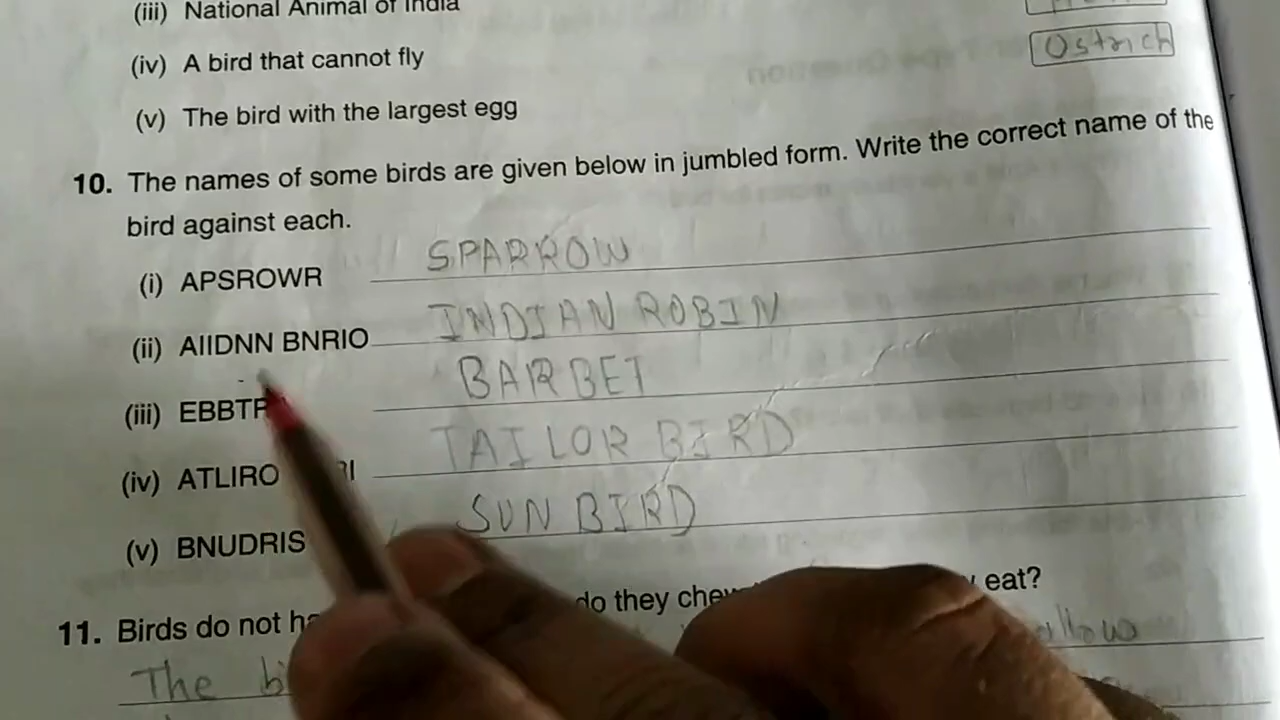 (iii) National Animal of India
(iv) A bird that cannot fly
Ostrich
(v) The bird with the largest egg
10. The names of some birds are given below in jumbled form. Write the correct name of the
bird against each.
(i) APSROWR SPARROW
(ii) AIIDNN BNRIO INDIAN ROBIN
(iii) EBBTR BARBET
(iv) ATLIRO TAILOR BIRD
(v) BNUDRIS SUN BIRD
11. Birds do not do they eat?
The